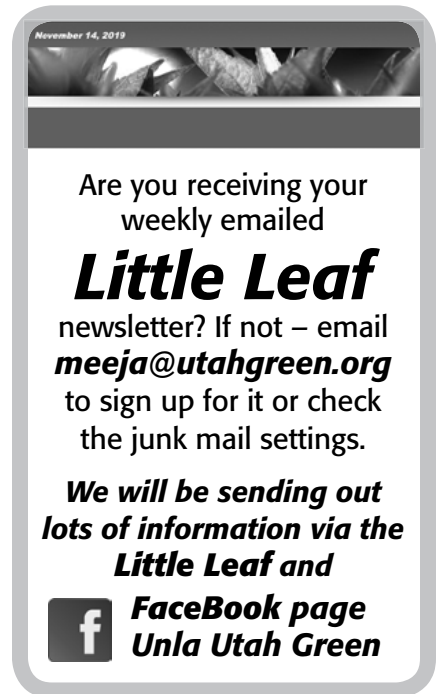 November 14, 2019
Are you receiving your
weekly emailed
Little Leaf
newsletter? If not – email
meeja@utahgreen.org
to sign up for it or check
the junk mail settings.
We will be sending out
lots of information via the
Little Leaf and
f
FaceBook page
Unla Utah Green